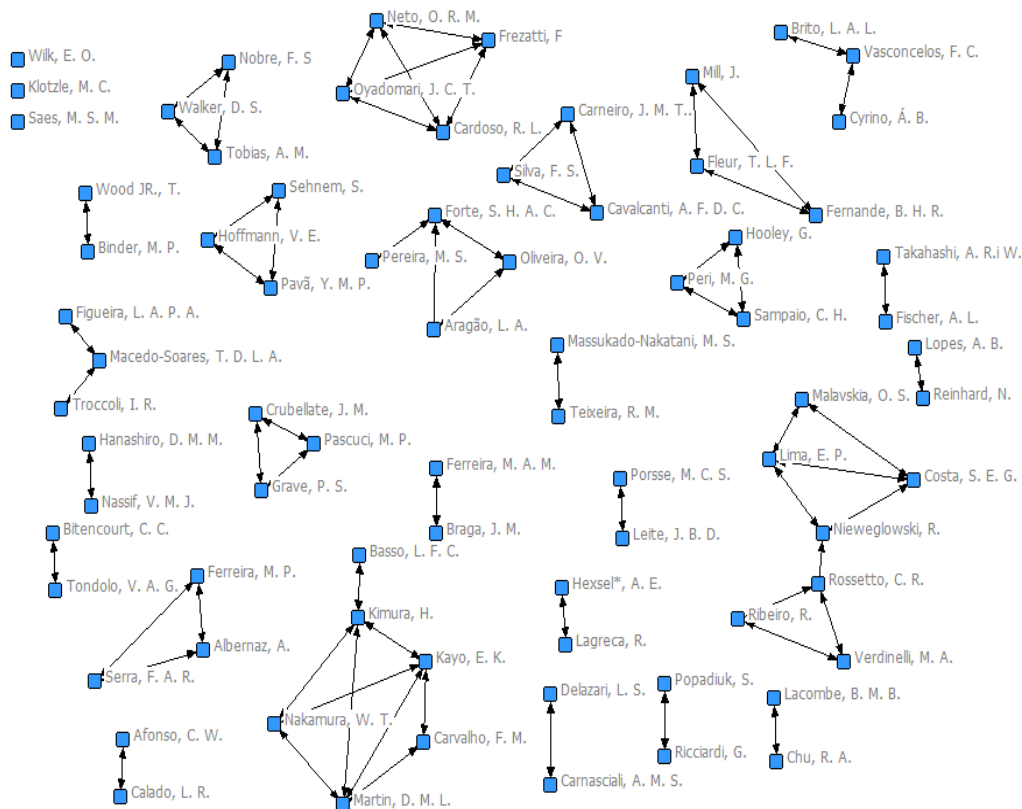 Neto, O. R. M.
Frezatti, F
Brito, L. A. L.
Vasconcelos, F. C.
Wilk, E. O.
Nobre, F. S
Klotzle, M. C.
Oyadomari, J. C. T.
Mill, J.
Walker, D. S.
Saes, M. S. M.
Cardoso, R. L.
Carneiro, J. M. T..
Cyrino, Á. B.
Tobias, A. M.
Silva, F. S.
Fleur, T. L. F.
Wood JR., T.
Sehnem, S.
Forte, S. H. A. C.
Cavalcanti, A. F. D. C.
Fernande, B. H. R.
Hoffmann, V. E.
Hooley, G.
Binder, M. P.
Pereira, M. S.
Oliveira, O. V.
Takahashi, A. R.i W.
Pavã, Y. M. P.
Peri, M. G.
Figueira, L. A. P. A.
Aragão, L. A.
Sampaio, C. H.
Fischer, A. L.
Macedo-Soares, T. D. L. A.
Massukado-Nakatani, M. S.
Lopes, A. B.
Troccoli, I. R.
Crubellate, J. M.
Teixeira, R. M.
Malavskia, O. S.
Reinhard, N.
Hanashiro, D. M. M.
Pascuci, M. P.
Lima, E. P.
Ferreira, M. A. M.
Porsse, M. C. S.
Costa, S. E. G.
Grave, P. S.
Nassif, V. M. J.
Bitencourt, C. C.
Braga, J. M.
Leite, J. B. D.
Nieweglowski, R.
Basso, L. F. C.
Tondolo, V. A. G.
Ferreira, M. P.
Hexsel*, A. E.
Rossetto, C. R.
Kimura, H.
Ribeiro, R.
Albernaz, A.
Lagreca, R.
Kayo, E. K.
Verdinelli, M. A.
Serra, F. A. R.
Delazari, L. S.
Popadiuk, S.
Lacombe, B. M. B.
Nakamura, W. T.
Afonso, C. W.
Carvalho, F. M.
Ricciardi, G.
Chu, R. A.
Carnasciali, A. M. S.
Calado, L. R.
Martin, D. M. L.